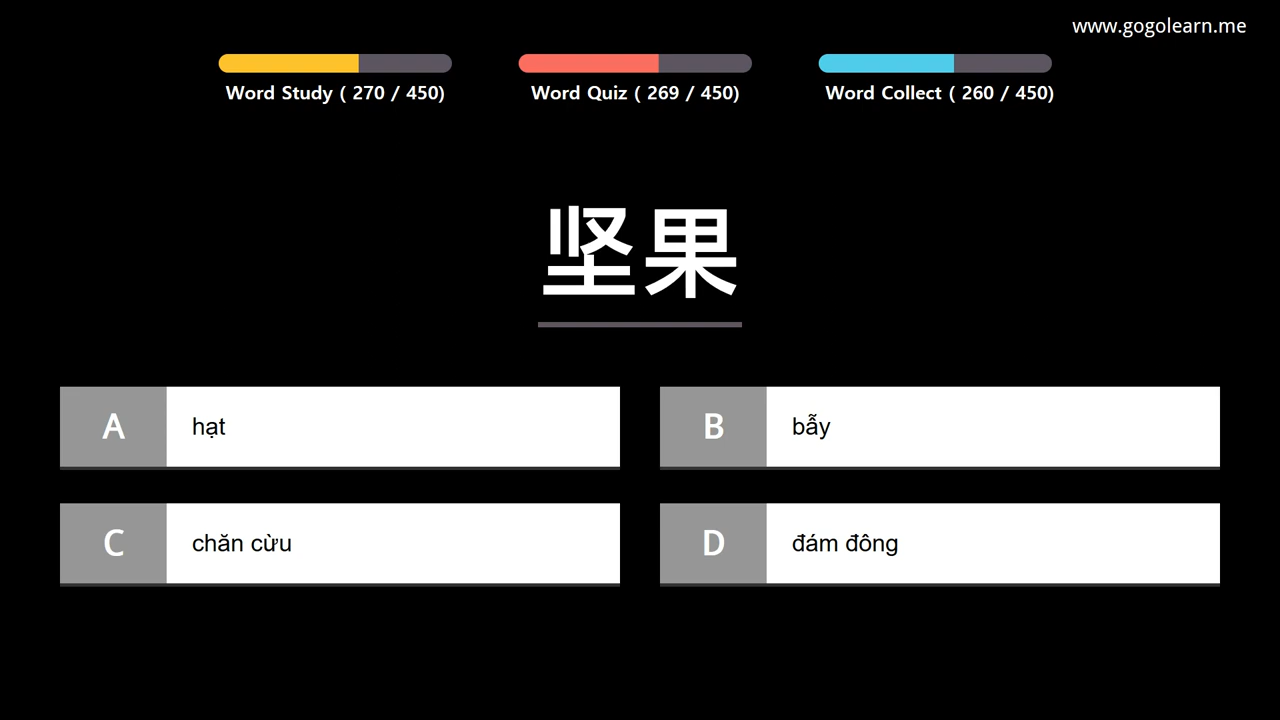 www.gogolearn.me
Word Study ( 270 / 450)
Word Quiz ( 269 / 450)
Word Collect ( 260 / 450)
坚果
A hạt
B bẫy
C chăn cừu
D đám đông